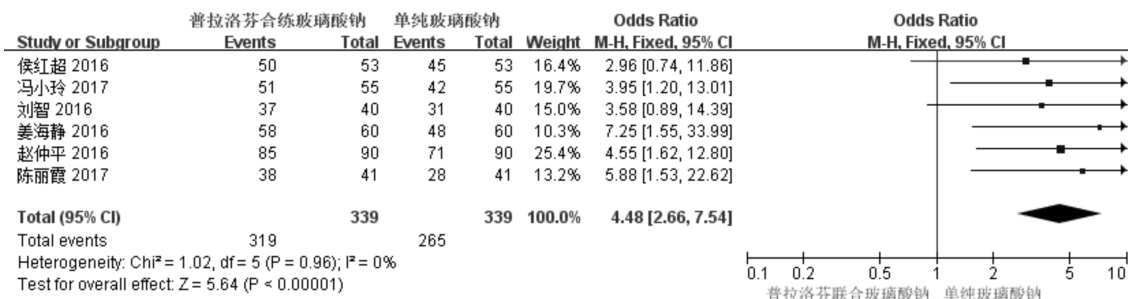 普拉洛芬合练玻璃酸钠 单纯玻璃酸钠 Odds Ratio Odds Ratio
Study or Subgroup Events Total Events Total Weight M-H, Fixed, 95% CI M-H, Fixed, 95% CI
侯红超 2016 50 53 45 53 16.4% 2.96 [0.74, 11.86]
冯小玲 2017 51 55 42 55 19.7% 3.95 [1.20, 13.01]
刘智 2016 37 40 31 40 15.0% 3.58 [0.89, 14.39]
姜海静 2016 58 60 48 60 10.3% 7.25 [1.55, 33.99]
赵仲平 2016 85 90 71 90 25.4% 4.55 [1.62, 12.80]
陈丽霞 2017 38 41 28 41 13.2% 5.88 [1.53, 22.62]
Total (95% CI) 339 339 100.0% 4.48 [2.66, 7.54]
Total events 319 265
Heterogeneity: Chi² = 1.02, df = 5 (P = 0.96); I² = 0%
Test for overall effect: Z = 5.64 (P < 0.00001)
0.1 0.2 0.5 1 2 5 10
普拉洛芬联合玻璃酸钠 单纯玻璃酸钠